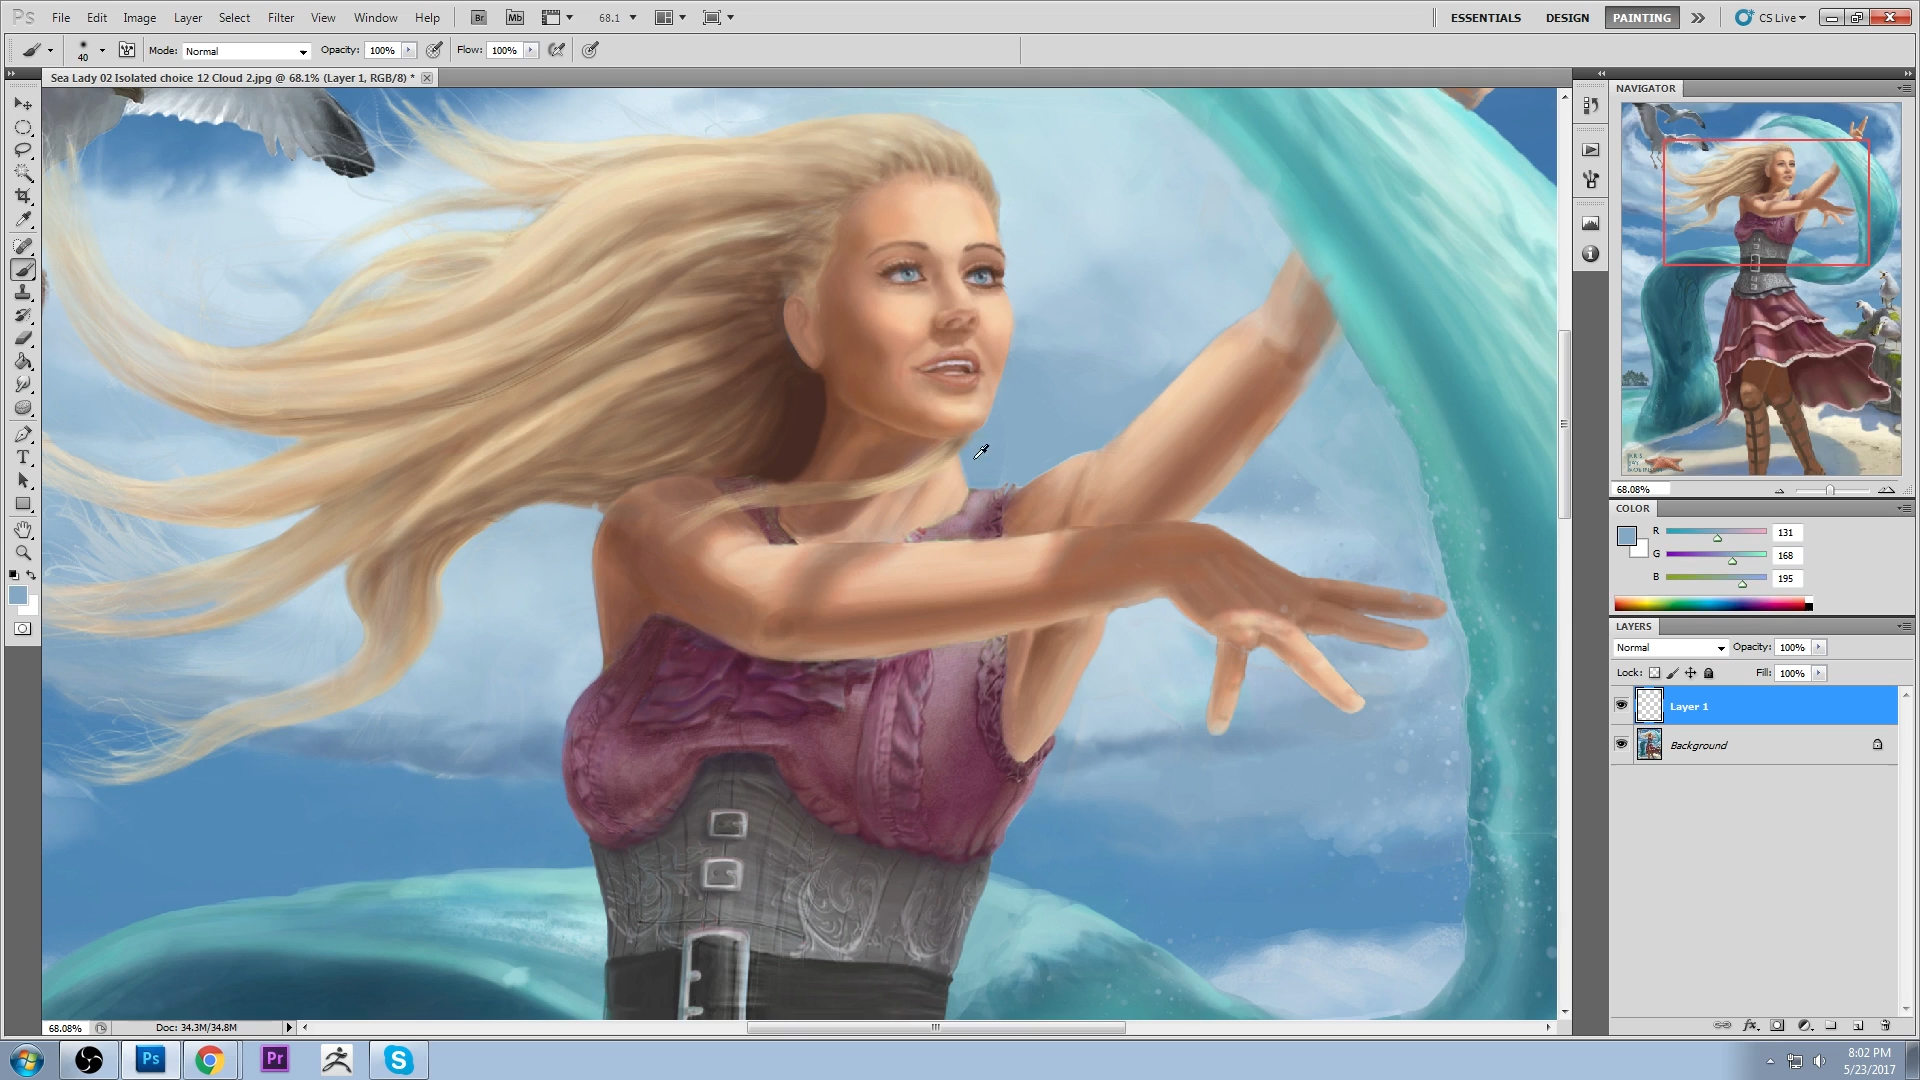 Ps File Edit Image Layer Select Filter View Window Help Br Mb 68.1 ESSENTIALS DESIGN PAINTING CS Live
40 Mode: Normal Opacity: 100% Flow: 100%
Sea Lady 02 Isolated choice 12 Cloud 2.jpg @ 68.1% (Layer 1, RGB/8) *
NAVIGATOR
68.08%
COLOR
R 131
G 168
B 195
LAYERS
Normal Opacity: 100%
Lock: Fill: 100%
Layer 1
Background
T
fx
68.08% Doc: 34.3M/34.8M
Ps Pr S
8:02 PM
5/23/2017